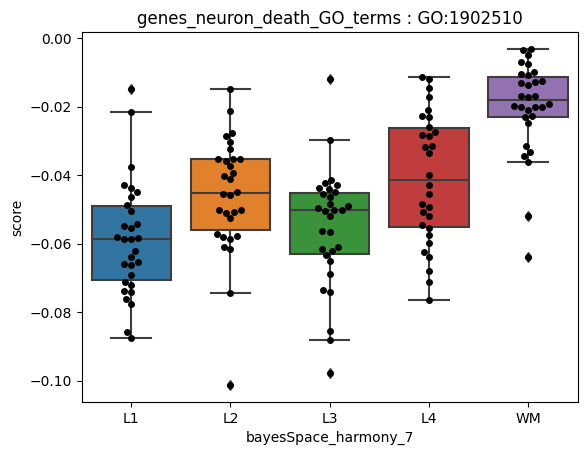 genes_neuron_death_GO_terms : GO:1902510
0.00
−0.02
−0.04
−0.06
−0.08
−0.10
score
L1 L2 L3 L4 WM
bayesSpace_harmony_7